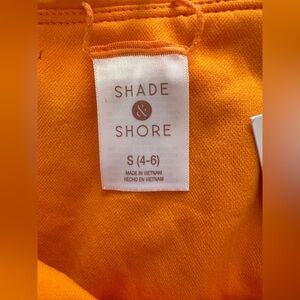 SHADE
&
SHORE
S (4-6)
MADE IN VIETNAM
HECHO EN VIETNAM